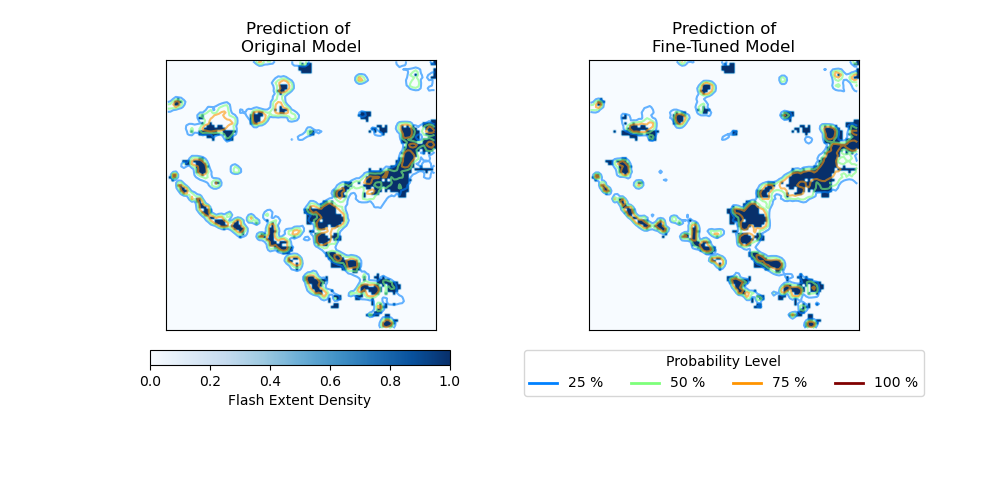 Prediction of
Original Model
Prediction of
Fine-Tuned Model
0.0 0.2 0.4 0.6 0.8 1.0
Flash Extent Density
Probability Level
25 % 50 % 75 % 100 %